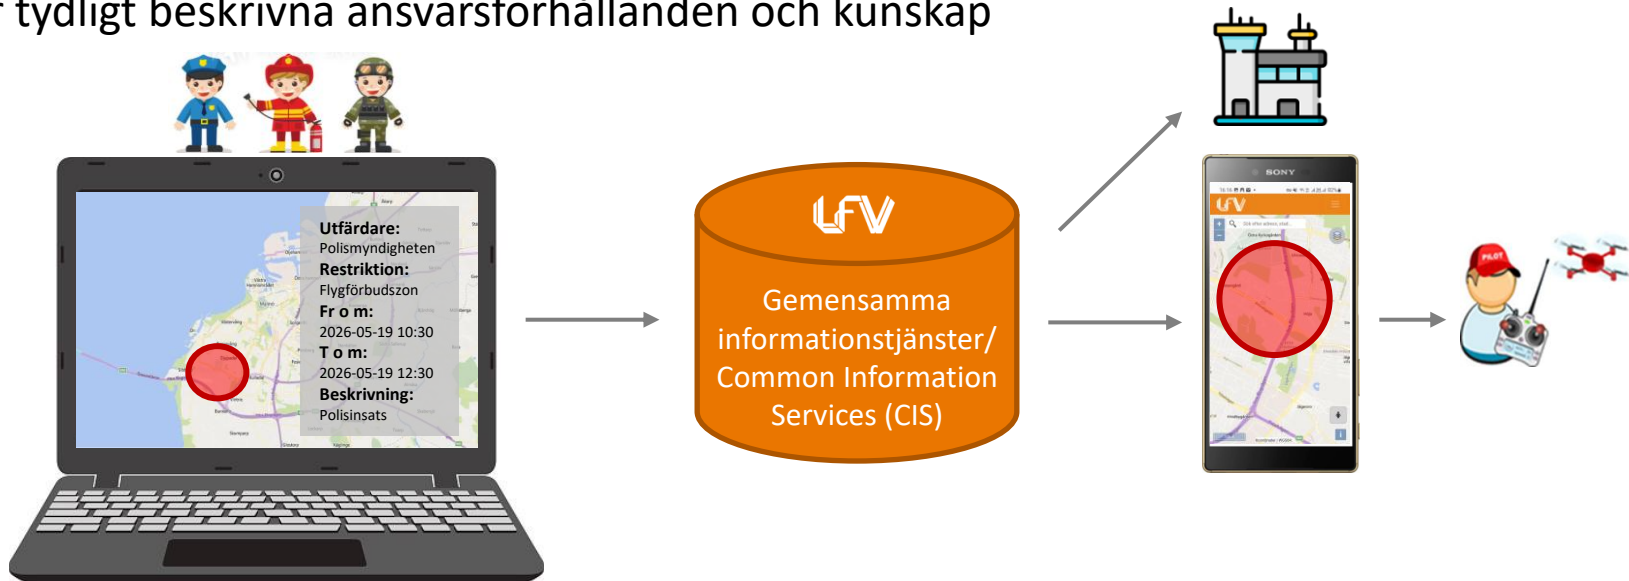 tydligt beskrivna ansvarsförhållanden och kunskap
Utfärdare:
Polismyndigheten
Restriktion:
Flygförbudszon
Fr o m:
2026-05-19 10:30
T o m:
2026-05-19 12:30
Beskrivning:
Polisinsats
LFV
Gemensamma
informationstjänster/
Common Information
Services (CIS)
SONY
LFV
PILOT